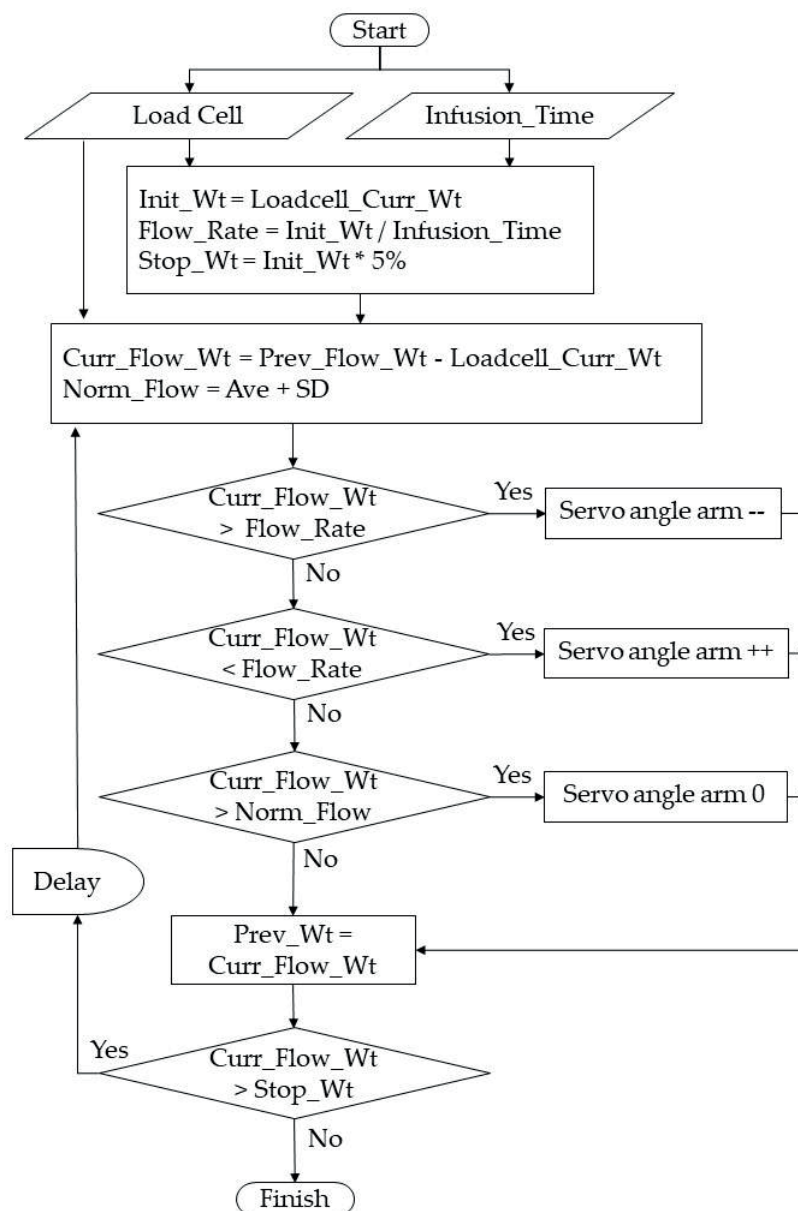 Start
Load Cell
Infusion_Time
Init_Wt = Loadcell_Curr_Wt
Flow_Rate = Init_Wt / Infusion_Time
Stop_Wt = Init_Wt * 5%
Curr_Flow_Wt = Prev_Flow_Wt - Loadcell_Curr_Wt
Norm_Flow = Ave + SD
Curr_Flow_Wt
> Flow_Rate
Yes
Servo angle arm --
No
Curr_Flow_Wt
< Flow_Rate
Yes
Servo angle arm ++
No
Curr_Flow_Wt
> Norm_Flow
Yes
Servo angle arm 0
No
Delay
Prev_Wt =
Curr_Flow_Wt
Yes
Curr_Flow_Wt
> Stop_Wt
No
Finish